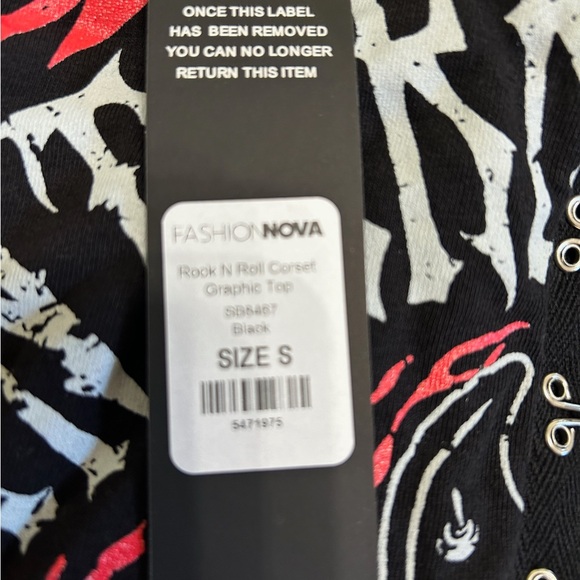 ONCE THIS LABEL
HAS BEEN REMOVED
YOU CAN NO LONGER
RETURN THIS ITEM
FASHIONNOVA
Rook N Roll Corset
Graphic Top
SB6467
Black
SIZE S
5471975